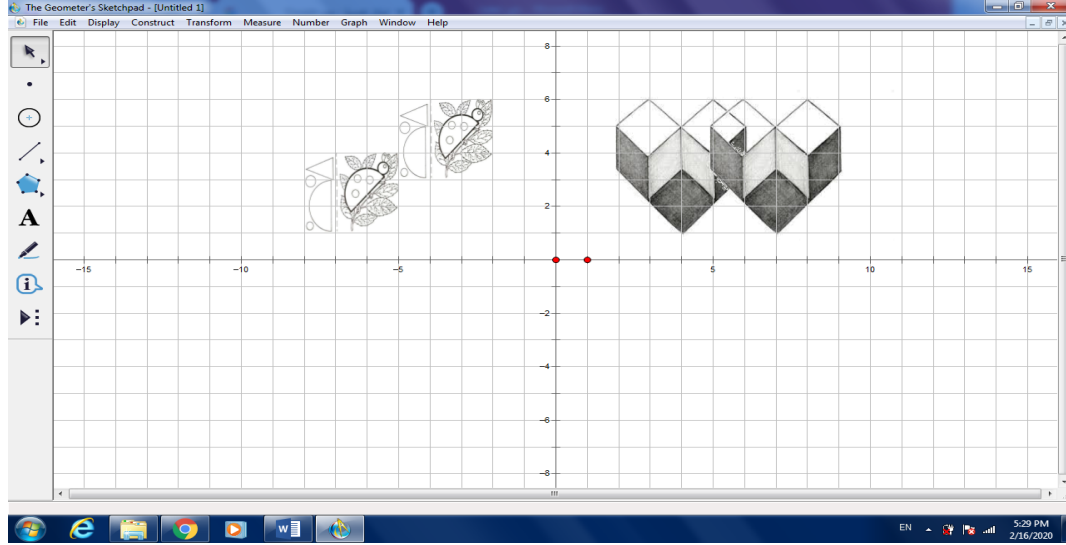 The Geometer's Sketchpad - [Untitled 1]
File Edit Display Construct Transform Measure Number Graph Window Help
8
6
4
2
-15 -10 -5 5 10 15
-2
-4
-6
-8
A
EN 5:29 PM
2/16/2020